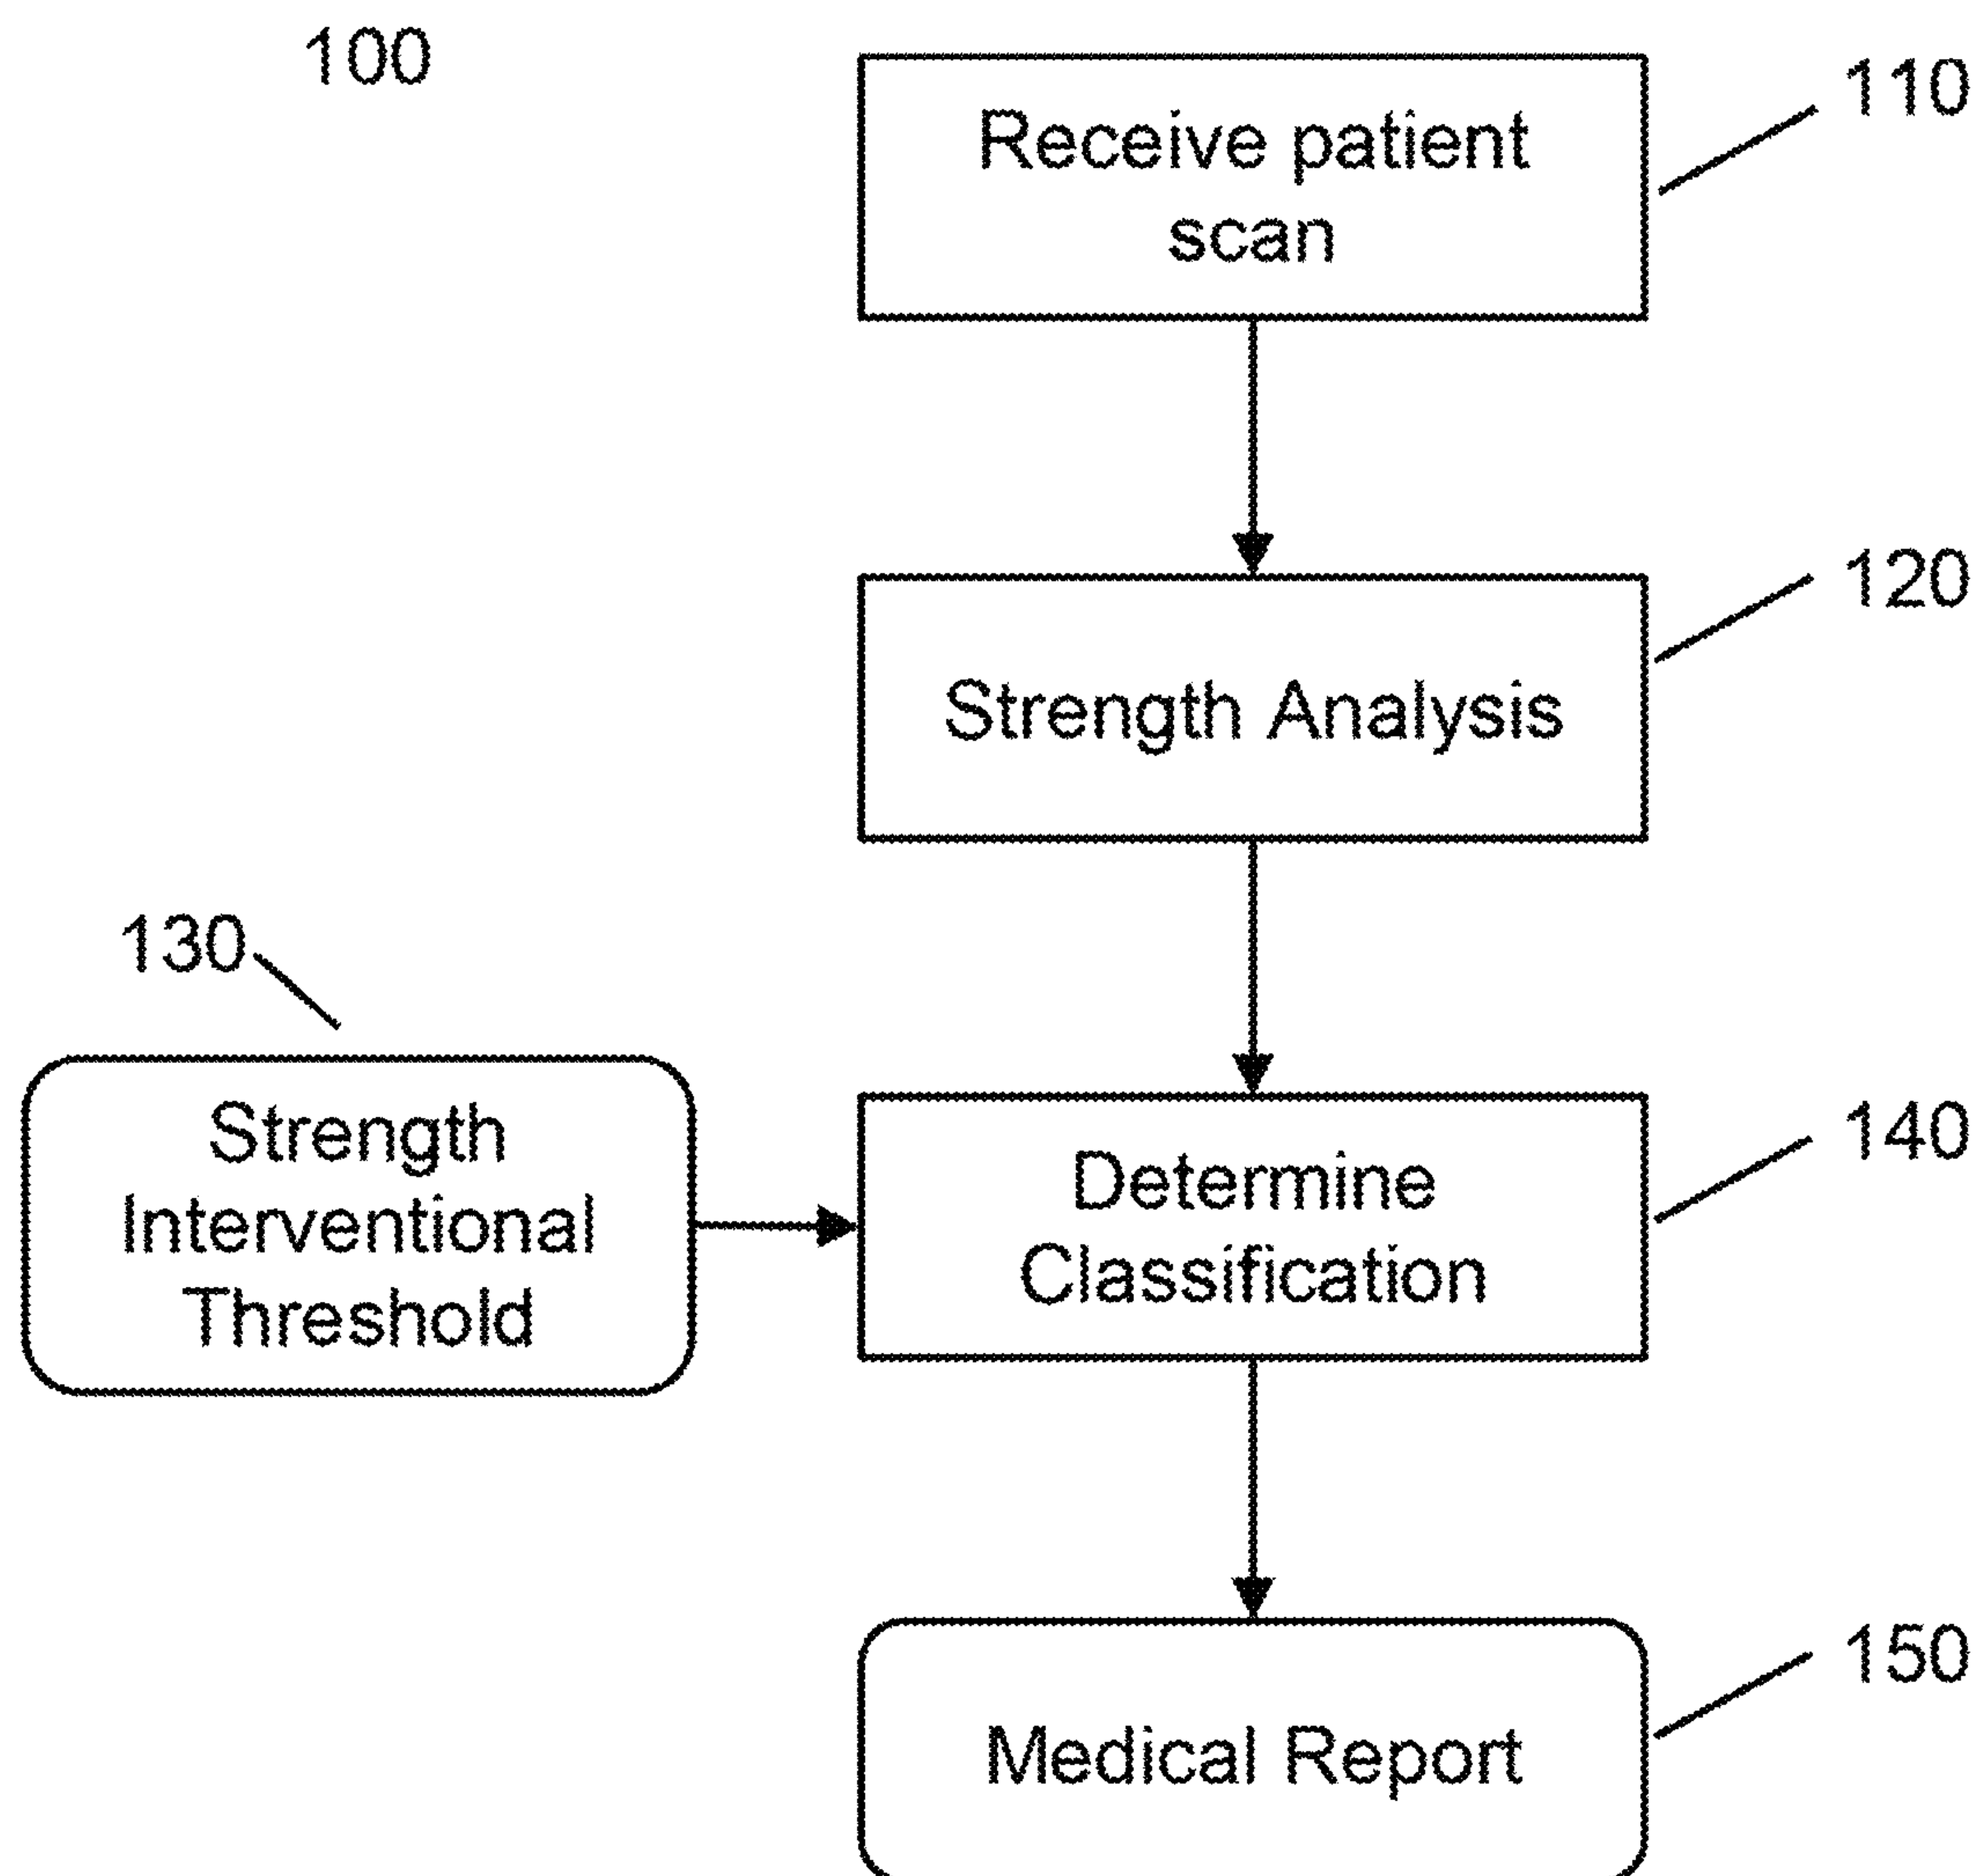 100
110
Receive patient
scan
120
Strength Analysis
130
Strength
Interventional
Threshold
140
Determine
Classification
150
Medical Report